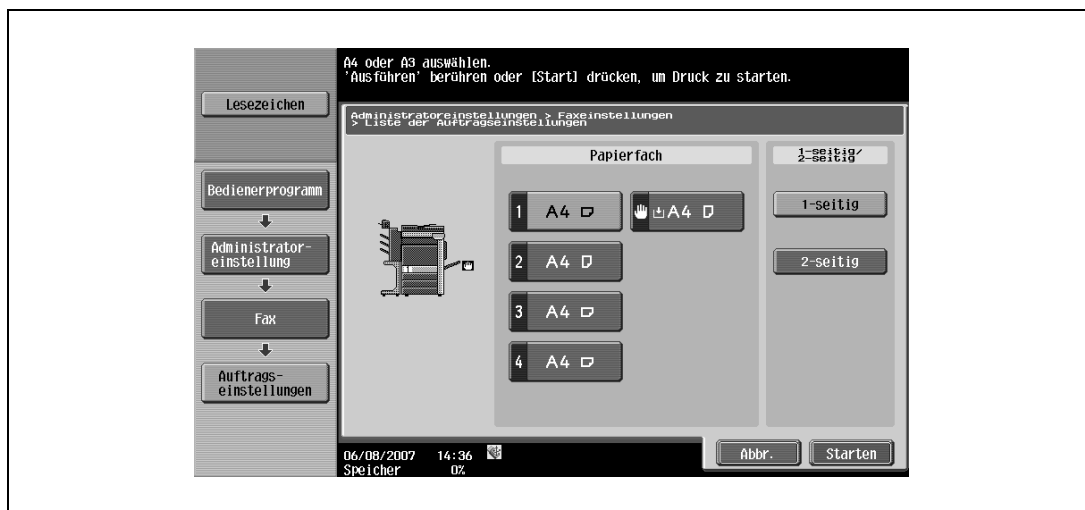 A4 oder A3 auswählen.
'Ausführen' berühren oder [Start] drücken, um Druck zu starten.
Lesezeichen
Administratoreinstellungen > Faxeinstellungen
> Liste der Auftragseinstellungen
Papierfach
1-seitig/
2-seitig
Bedienerprogramm
Administrator-
einstellung
Fax
Auftrags-
einstellungen
1 A4
A4
2 A4
3 A4
4 A4
1
1-seitig
2-seitig
06/08/2007 14:36
Speicher 0%
Abbr.
Starten